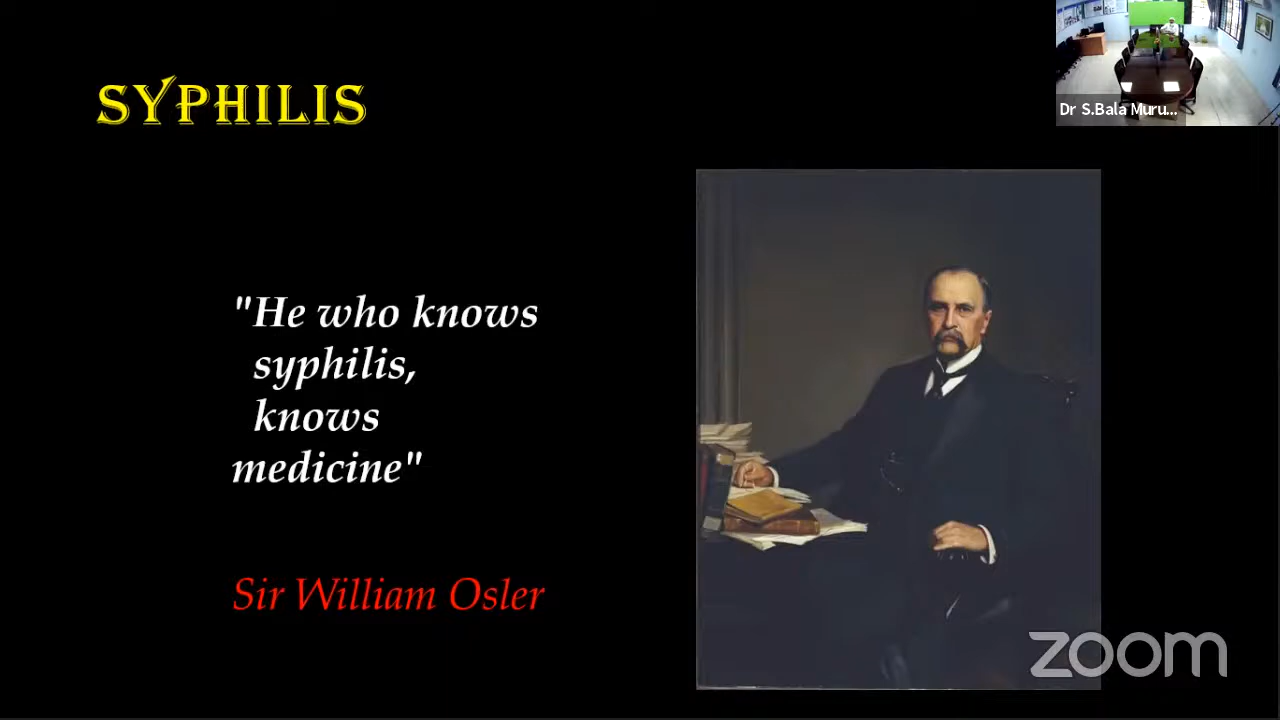 SYPHILIS
Dr S.Bala Muru...
"He who knows
syphilis,
knows
medicine"
Sir William Osler
zoom